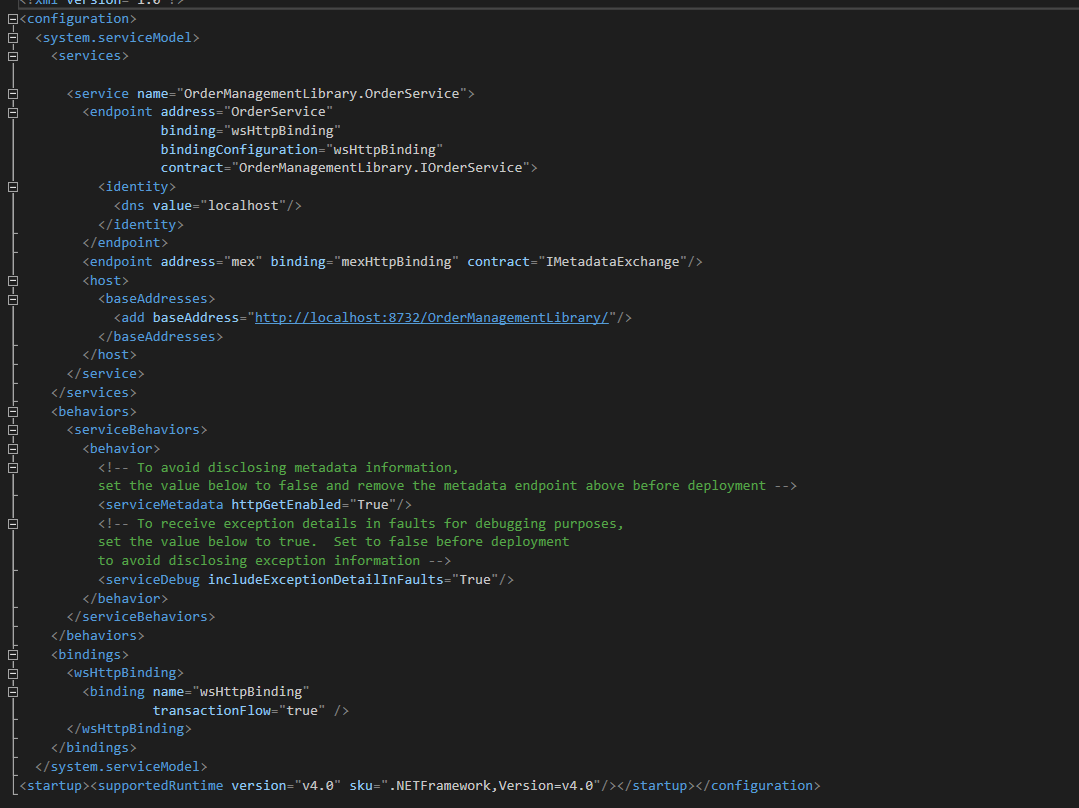 <?xml version="1.0"?>
<configuration>
  <system.serviceModel>
    <services>

      <service name="OrderManagementLibrary.OrderService">
        <endpoint address="OrderService"
                  binding="wsHttpBinding"
                  bindingConfiguration="wsHttpBinding"
                  contract="OrderManagementLibrary.IOrderService">
          <identity>
            <dns value="localhost"/>
          </identity>
        </endpoint>
        <endpoint address="mex" binding="mexHttpBinding" contract="IMetadataExchange"/>
        <host>
          <baseAddresses>
            <add baseAddress="http://localhost:8732/OrderManagementLibrary/"/>
          </baseAddresses>
        </host>
      </service>
    </services>
    <behaviors>
      <serviceBehaviors>
        <behavior>
          <!-- To avoid disclosing metadata information,
          set the value below to false and remove the metadata endpoint above before deployment -->
          <serviceMetadata httpGetEnabled="True"/>
          <!-- To receive exception details in faults for debugging purposes,
          set the value below to true.  Set to false before deployment
          to avoid disclosing exception information -->
          <serviceDebug includeExceptionDetailInFaults="True"/>
        </behavior>
      </serviceBehaviors>
    </behaviors>
    <bindings>
      <wsHttpBinding>
        <binding name="wsHttpBinding"
                 transactionFlow="true" />
      </wsHttpBinding>
    </bindings>
  </system.serviceModel>
<startup><supportedRuntime version="v4.0" sku=".NETFramework,Version=v4.0"/></startup></configuration>